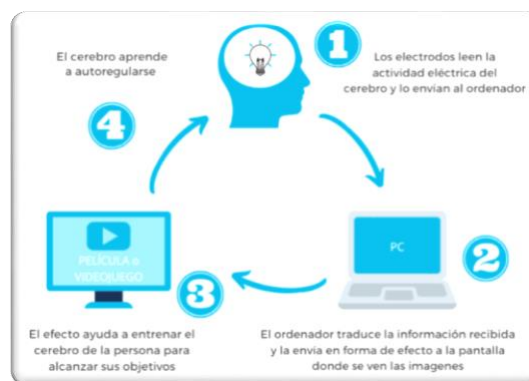 1
Los electrodos leen la
actividad eléctrica del
cerebro y lo envían al ordenador
PC
2
El ordenador traduce la información recibida
y la envia en forma de efecto a la pantalla
donde se ven las imagenes
PELÍCULA o
VIDEOJUEGO
3
El efecto ayuda a entrenar el
cerebro de la persona para
alcanzar sus objetivos
4
El cerebro aprende
a autoregularse